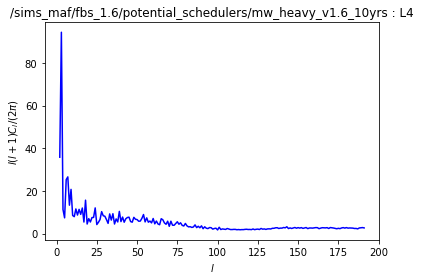 /sims_maf/fbs_1.6/potential_schedulers/mw_heavy_v1.6_10yrs : L4
l(l + 1)Cₗ/(2π)
80
60
40
20
0
0 25 50 75 100 125 150 175 200
l